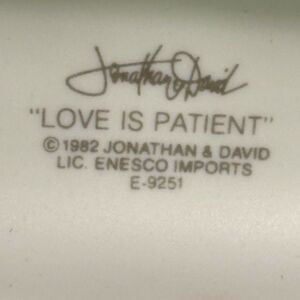 Jonathan & David
"LOVE IS PATIENT"
© 1982 JONATHAN & DAVID
LIC. ENESCO IMPORTS
E-9251